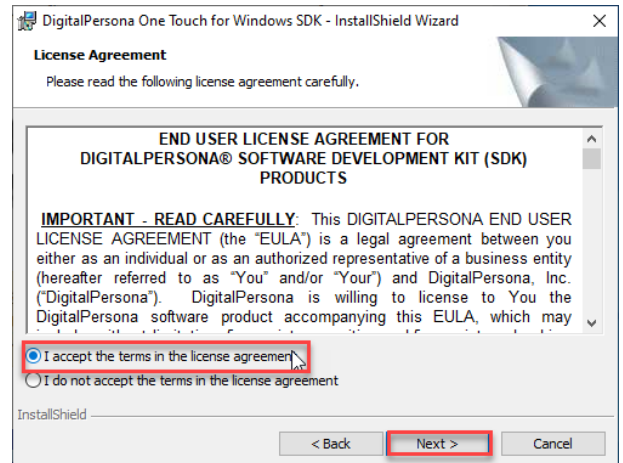 DigitalPersona One Touch for Windows SDK - InstallShield Wizard
License Agreement
Please read the following license agreement carefully.
END USER LICENSE AGREEMENT FOR
DIGITALPERSONA® SOFTWARE DEVELOPMENT KIT (SDK)
PRODUCTS
IMPORTANT - READ CAREFULLY: This DIGITALPERSONA END USER
LICENSE AGREEMENT (the “EULA”) is a legal agreement between you
either as an individual or as an authorized representative of a business entity
(hereafter referred to as “You” and/or “Your”) and DigitalPersona, Inc.
(“DigitalPersona”). DigitalPersona is willing to license to You the
DigitalPersona software product accompanying this EULA, which may
I accept the terms in the license agreement
I do not accept the terms in the license agreement
InstallShield
< Back Next > Cancel